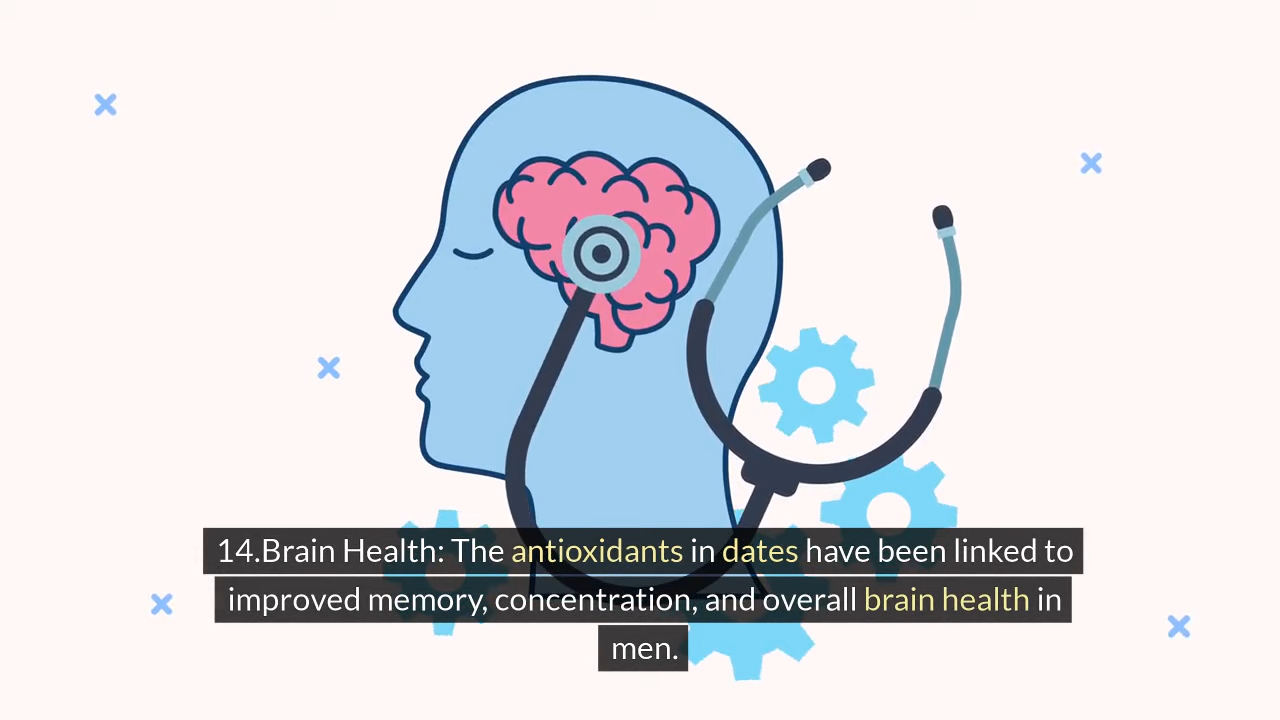 14.Brain Health: The antioxidants in dates have been linked to
improved memory, concentration, and overall brain health in
men.